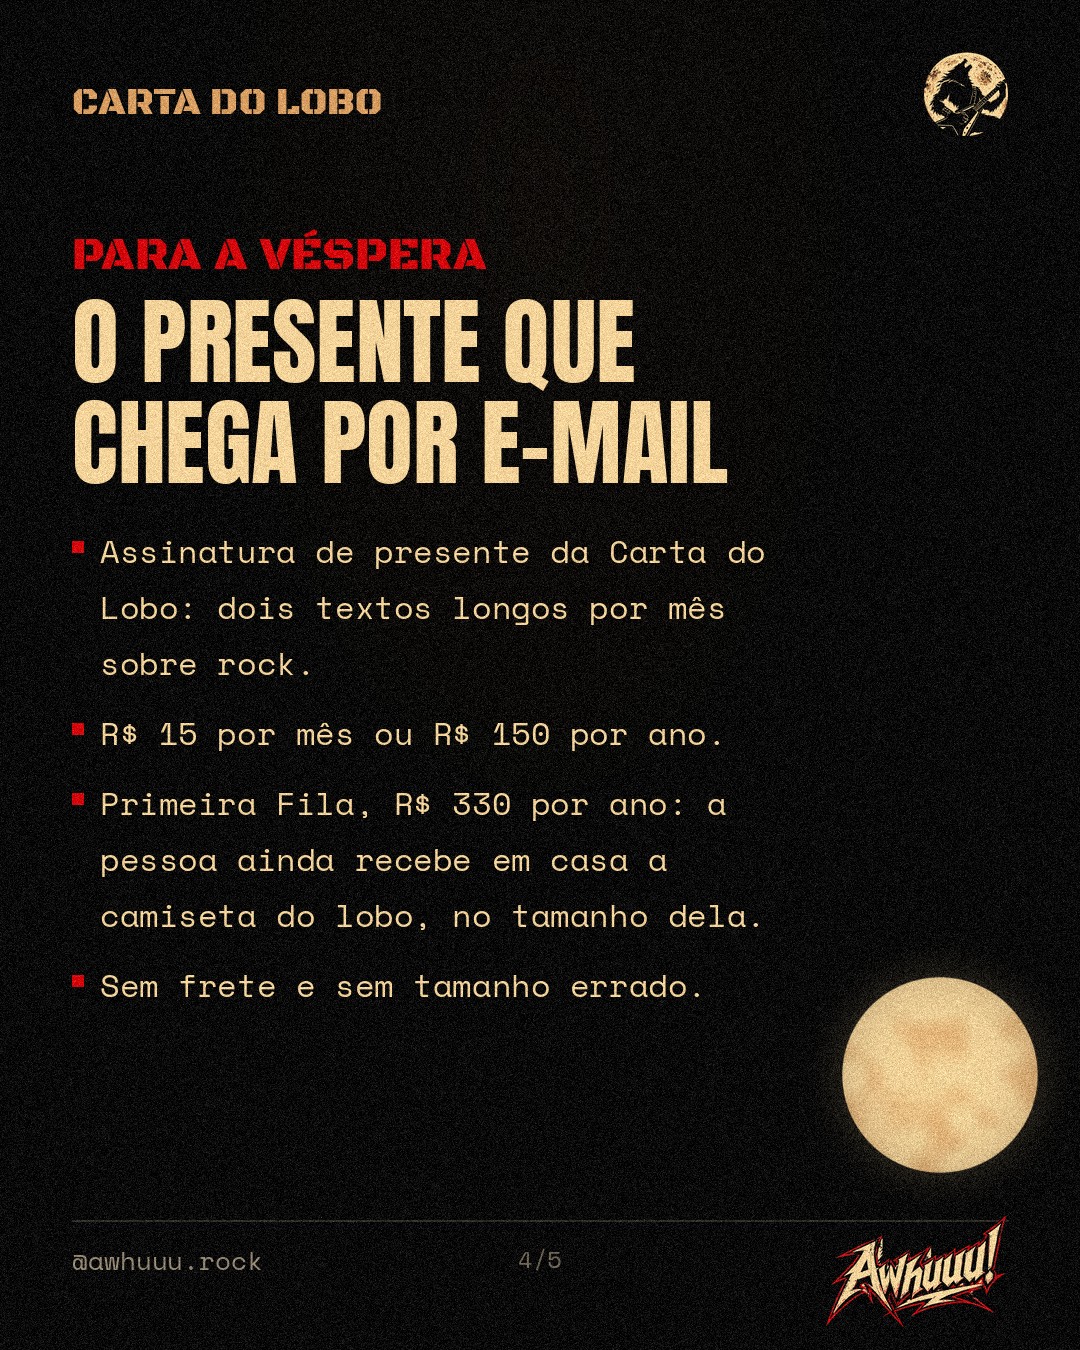 CARTA DO LOBO
PARA A VÉSPERA
O PRESENTE QUE
CHEGA POR E-MAIL
Assinatura de presente da Carta do
Lobo: dois textos longos por mês
sobre rock.
R$ 15 por mês ou R$ 150 por ano.
Primeira Fila, R$ 330 por ano: a
pessoa ainda recebe em casa a
camiseta do lobo, no tamanho dela.
Sem frete e sem tamanho errado.
@awhuuu.rock
4/5
Awhuuu!